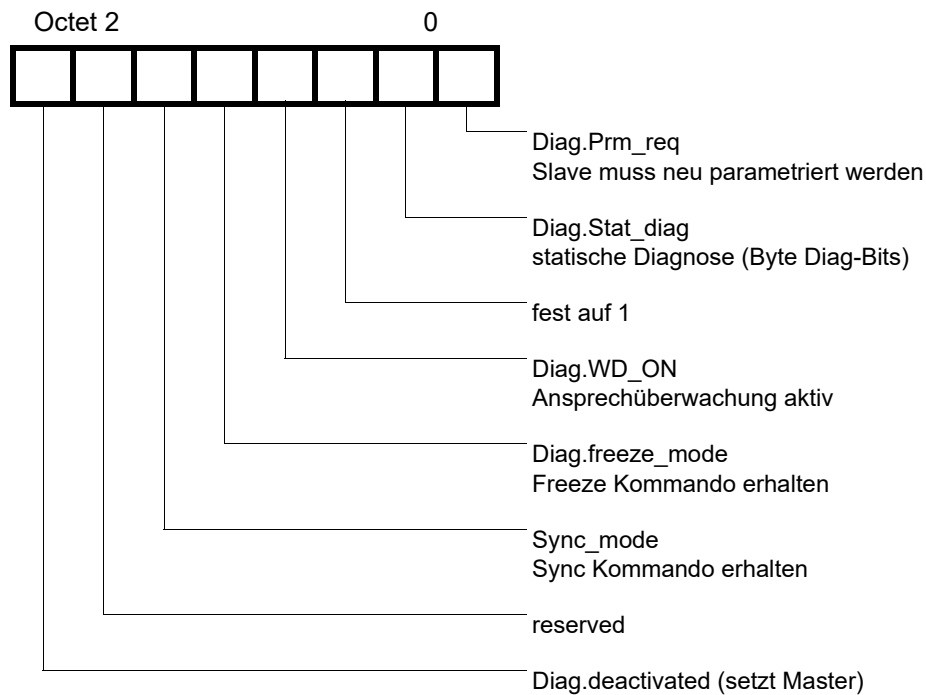 Octet 2 0
Diag.Prm_req
Slave muss neu parametriert werden
Diag.Stat_diag
statische Diagnose (Byte Diag-Bits)
fest auf 1
Diag.WD_ON
Ansprechüberwachung aktiv
Diag.freeze_mode
Freeze Kommando erhalten
Sync_mode
Sync Kommando erhalten
reserved
Diag.deactivated (setzt Master)